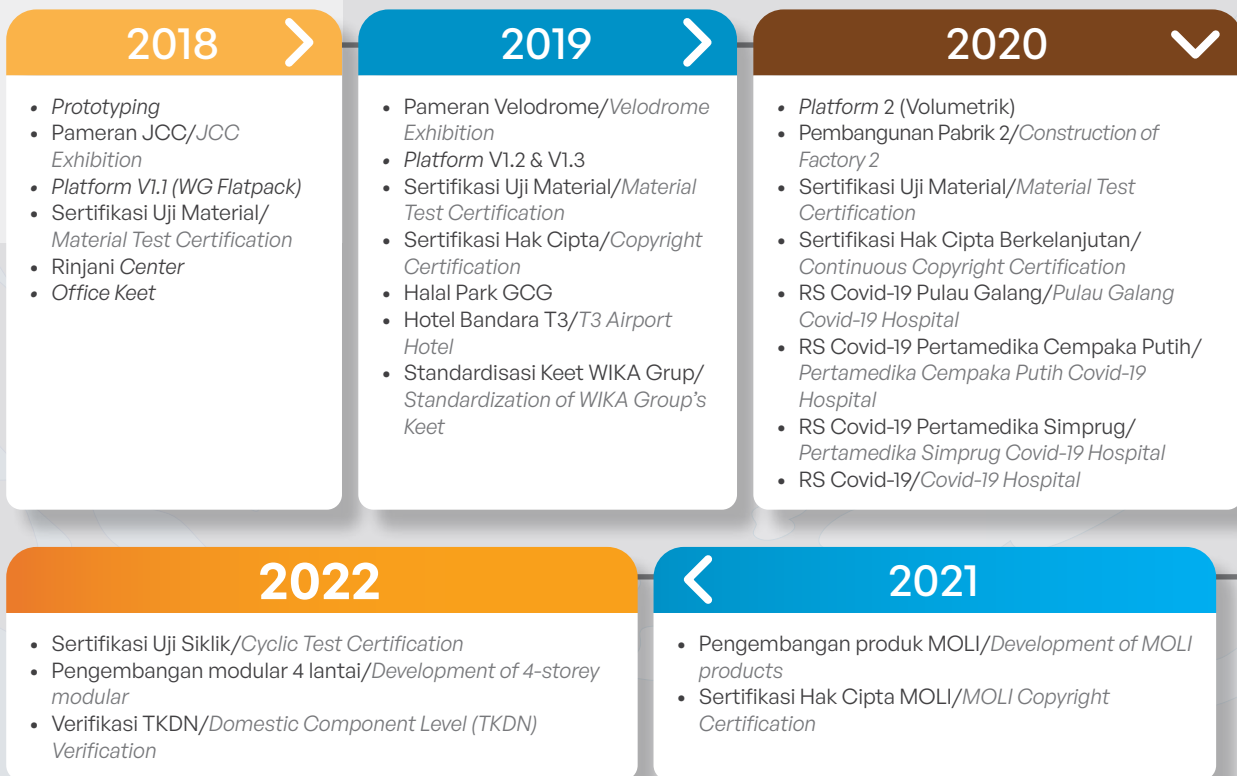 2018
• Prototyping
• Pameran JCC/JCC
Exhibition
• Platform V1.1 (WG Flatpack)
• Sertifikasi Uji Material/
Material Test Certification
• Rinjani Center
• Office Keet
2019
• Pameran Velodrome/Velodrome
Exhibition
• Platform V1.2 & V1.3
• Sertifikasi Uji Material/Material
Test Certification
• Sertifikasi Hak Cipta/Copyright
Certification
• Halal Park GCG
• Hotel Bandara T3/T3 Airport
Hotel
• Standardisasi Keet WIKA Grup/
Standardization of WIKA Group's
Keet
2020
• Platform 2 (Volumetrik)
• Pembangunan Pabrik 2/Construction of
Factory 2
• Sertifikasi Uji Material/Material Test
Certification
• Sertifikasi Hak Cipta Berkelanjutan/
Continuous Copyright Certification
• RS Covid-19 Pulau Galang/Pulau Galang
Covid-19 Hospital
• RS Covid-19 Pertamedika Cempaka Putih/
Pertamedika Cempaka Putih Covid-19
Hospital
• RS Covid-19 Pertamedika Simprug/
Pertamedika Simprug Covid-19 Hospital
• RS Covid-19/Covid-19 Hospital
2021
• Pengembangan produk MOLI/Development of MOLI
products
• Sertifikasi Hak Cipta MOLI/MOLI Copyright
Certification
2022
• Sertifikasi Uji Siklik/Cyclic Test Certification
• Pengembangan modular 4 lantai/Development of 4-storey
modular
• Verifikasi TKDN/Domestic Component Level (TKDN)
Verification